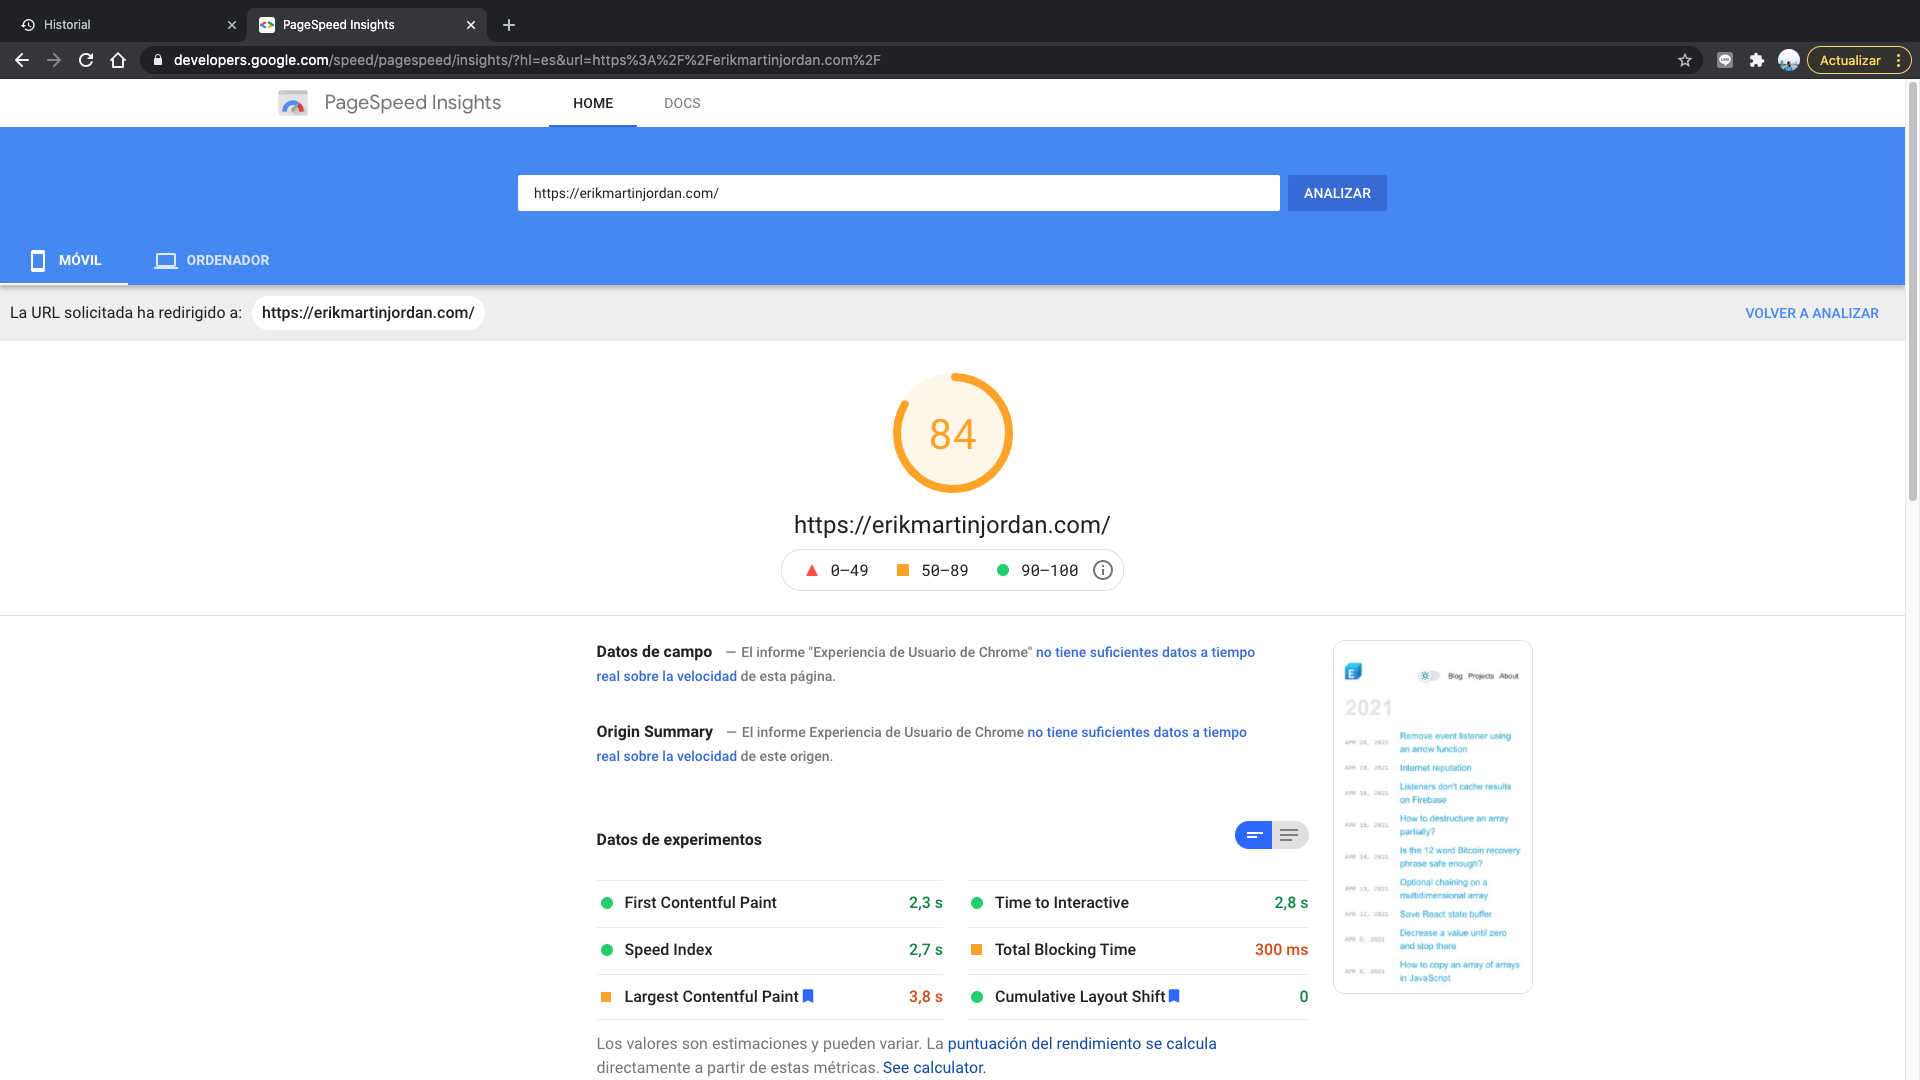 Historial
PageSpeed Insights
developers.google.com/speed/pagespeed/insights/?hl=es&url=https%3A%2F%2Ferikmartinjordan.com%2F
Actualizar
PageSpeed Insights
HOME
DOCS
https://erikmartinjordan.com/
ANALIZAR
MÓVIL
ORDENADOR
La URL solicitada ha redirigido a: https://erikmartinjordan.com/
VOLVER A ANALIZAR
84
https://erikmartinjordan.com/
0–49 50–89 90–100
Datos de campo — El informe "Experiencia de Usuario de Chrome" no tiene suficientes datos a tiempo
real sobre la velocidad de esta página.
Origin Summary — El informe Experiencia de Usuario de Chrome no tiene suficientes datos a tiempo
real sobre la velocidad de este origen.
Datos de experimentos
First Contentful Paint 2,3 s
Time to Interactive 2,8 s
Speed Index 2,7 s
Total Blocking Time 300 ms
Largest Contentful Paint 3,8 s
Cumulative Layout Shift 0
Los valores son estimaciones y pueden variar. La puntuación del rendimiento se calcula
directamente a partir de estas métricas. See calculator.
E
Blog Projects About
2021
Remove event listener using
an arrow function
APR 19, 2021 Internet reputation
APR 16, 2021 Listeners don't cache results
on Firebase
APR 15, 2021 How to destructure an array
partially?
APR 14, 2021 Is the 12 word Bitcoin recovery
phrase safe enough?
APR 13, 2021 Optional chaining on a
multidimensional array
APR 12, 2021 Save React state buffer
Decrease a value until zero
and stop there
How to copy an array of arrays
in JavaScript